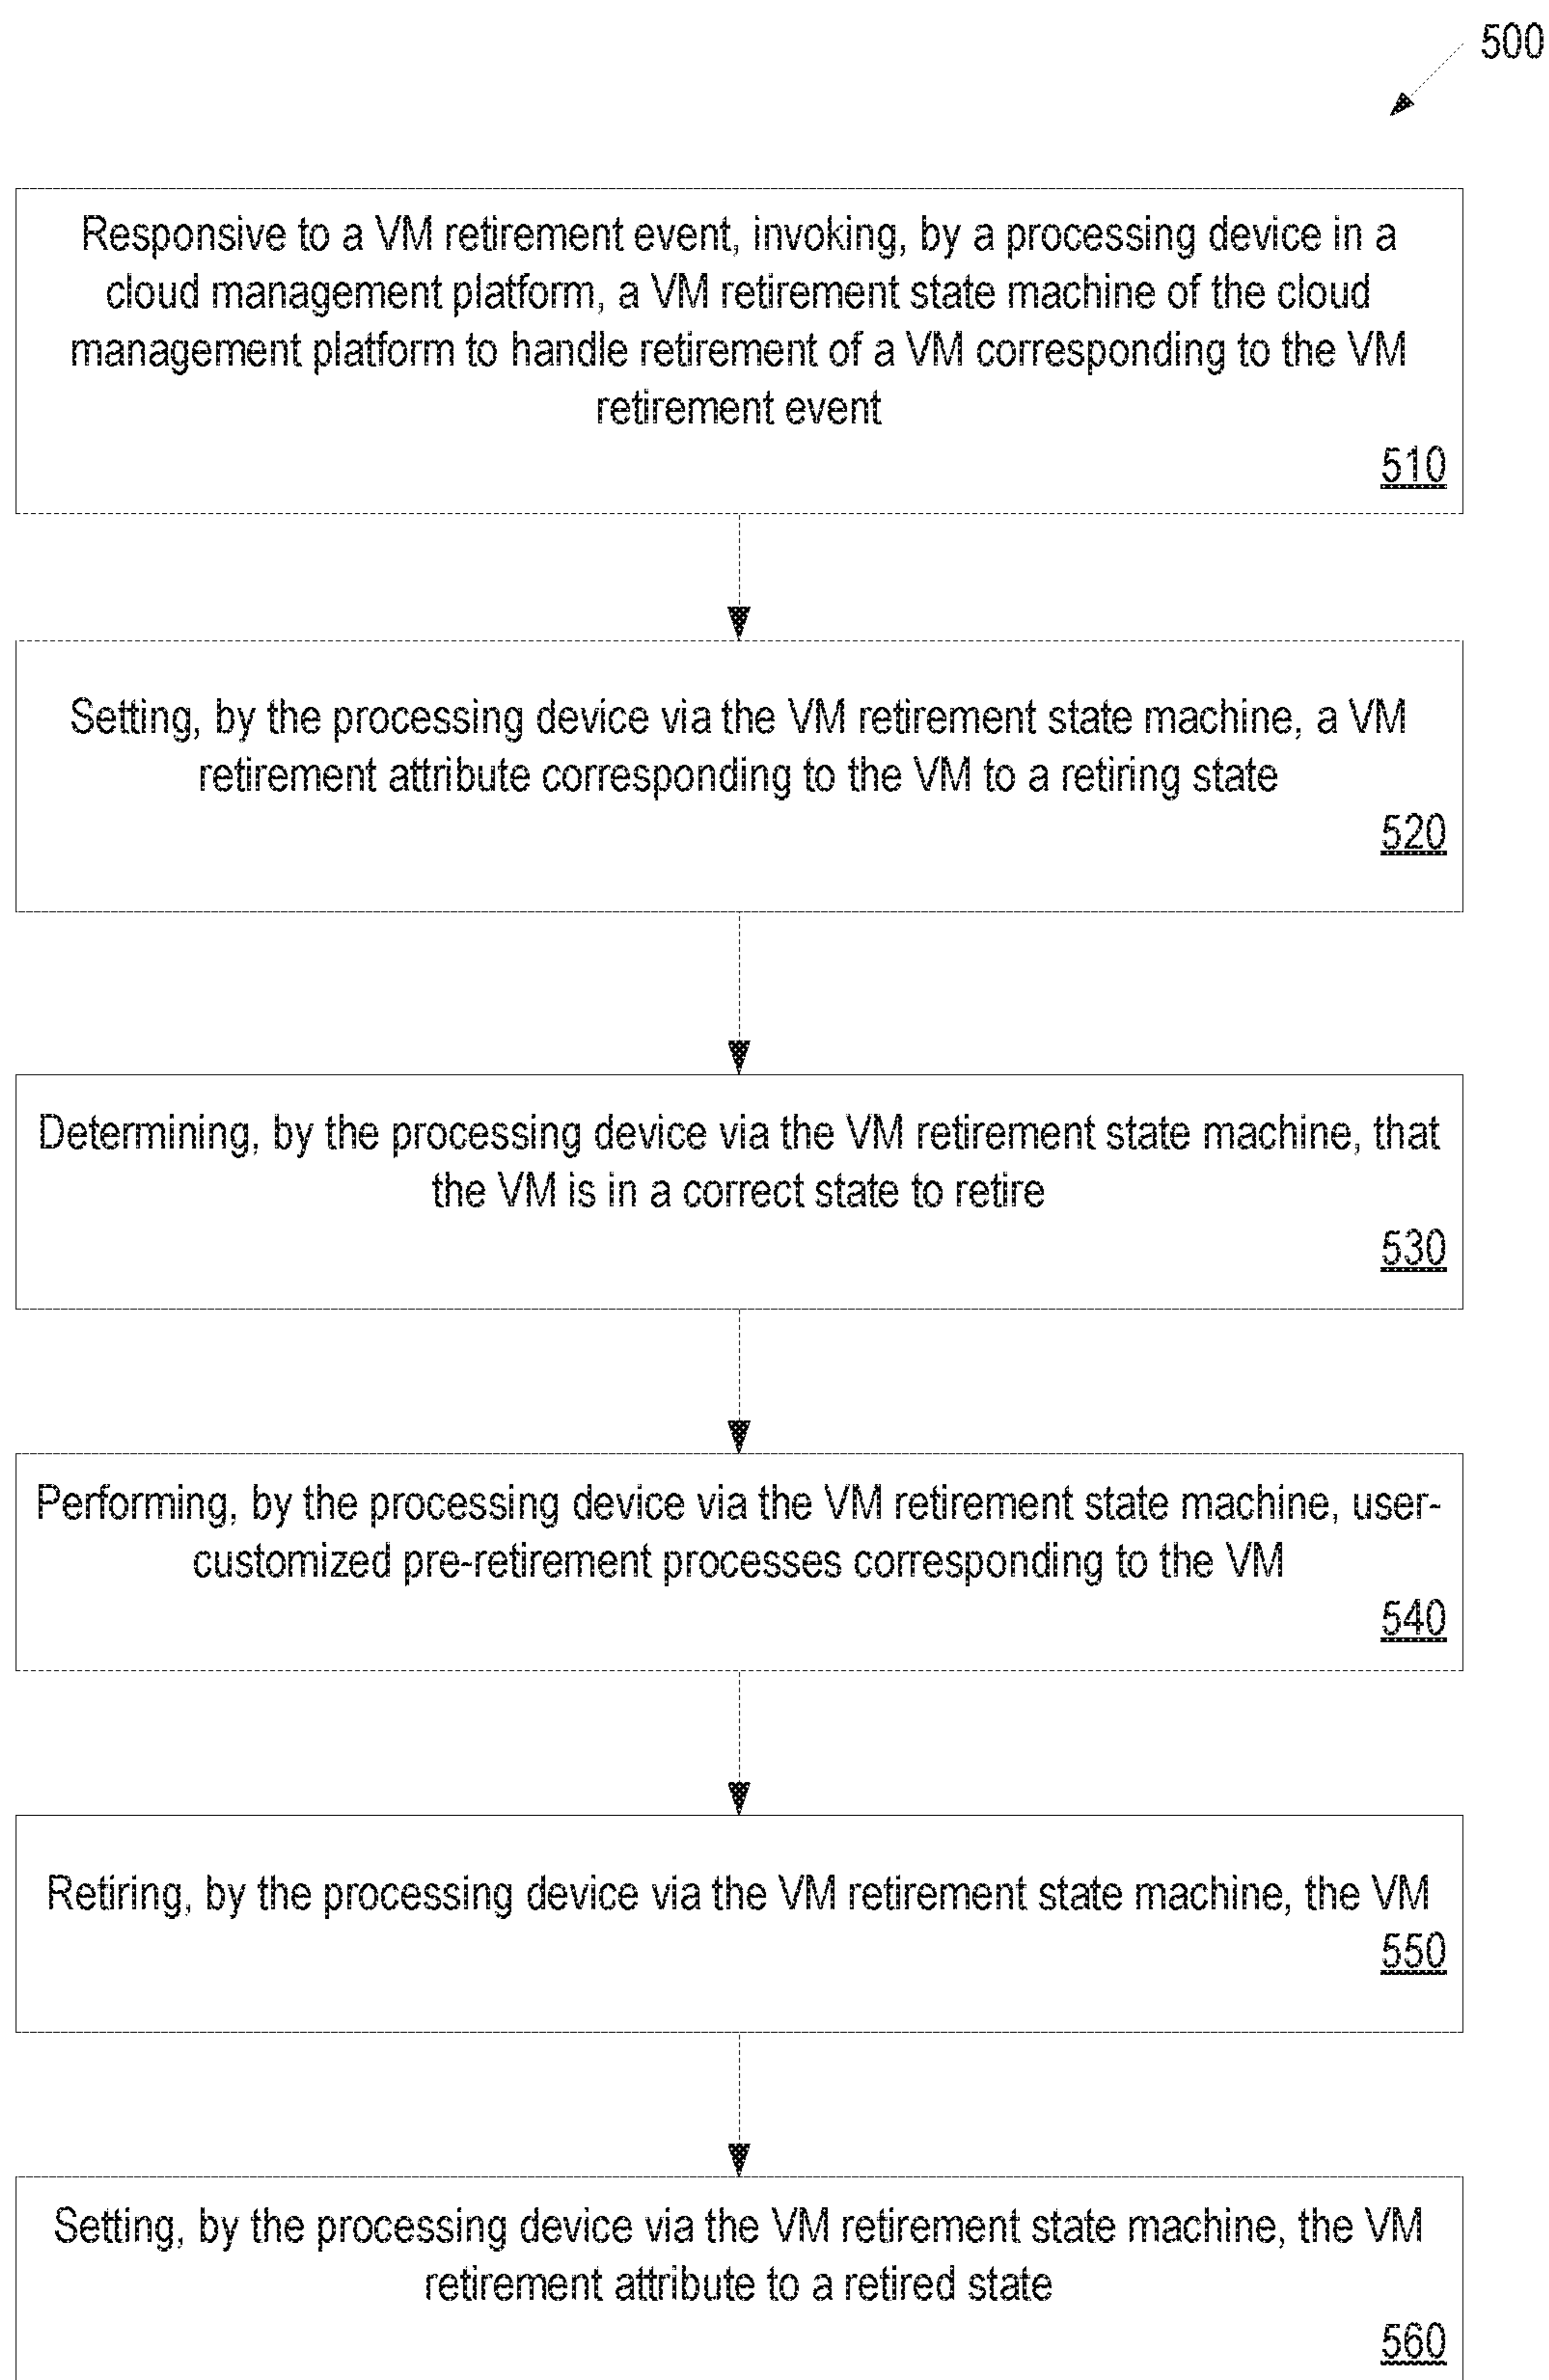 500
Responsive to a VM retirement event, invoking, by a processing device in a
cloud management platform, a VM retirement state machine of the cloud
management platform to handle retirement of a VM corresponding to the VM
retirement event
510
Setting, by the processing device via the VM retirement state machine, a VM
retirement attribute corresponding to the VM to a retiring state
520
Determining, by the processing device via the VM retirement state machine, that
the VM is in a correct state to retire
530
Performing, by the processing device via the VM retirement state machine, user-
customized pre-retirement processes corresponding to the VM
540
Retiring, by the processing device via the VM retirement state machine, the VM
550
Setting, by the processing device via the VM retirement state machine, the VM
retirement attribute to a retired state
560